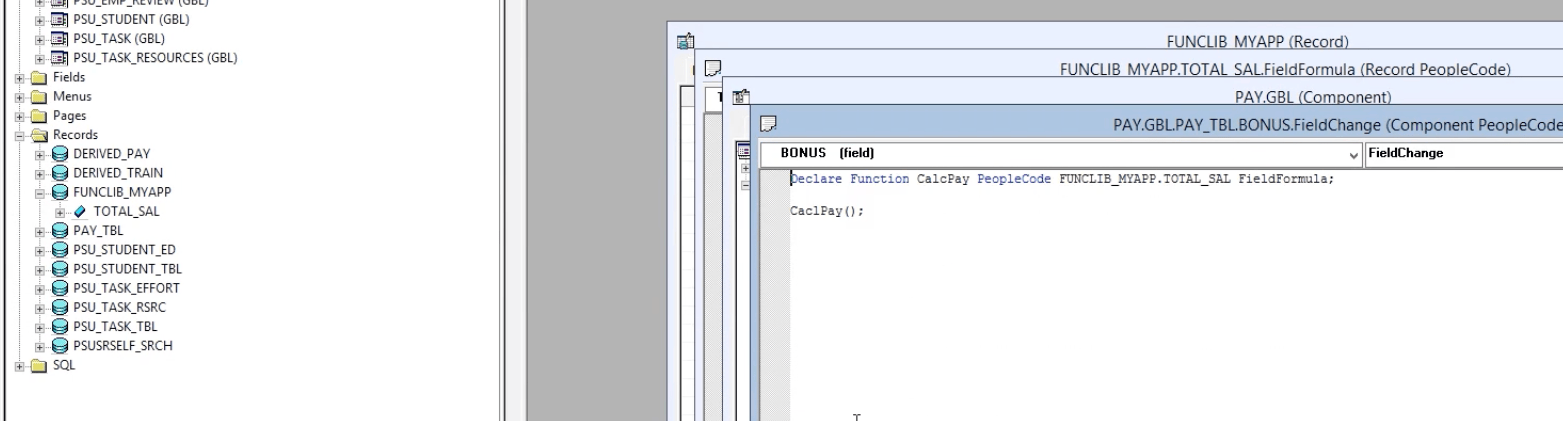 PSU_EMP_REVIEW (GBL)
PSU_STUDENT (GBL)
PSU_TASK (GBL)
PSU_TASK_RESOURCES (GBL)
Fields
Menus
Pages
Records
DERIVED_PAY
DERIVED_TRAIN
FUNCLIB_MYAPP
TOTAL_SAL
PAY_TBL
PSU_STUDENT_ED
PSU_STUDENT_TBL
PSU_TASK_EFFORT
PSU_TASK_RSRC
PSU_TASK_TBL
PSUSRSELF_SRCH
SQL
FUNCLIB_MYAPP (Record)
FUNCLIB_MYAPP.TOTAL_SAL.FieldFormula (Record PeopleCode)
PAY.GBL (Component)
PAY.GBL.PAY_TBL.BONUS.FieldChange (Component PeopleCode
BONUS (field)
FieldChange
Declare Function CalcPay PeopleCode FUNCLIB_MYAPP.TOTAL_SAL FieldFormula;
CaclPay();